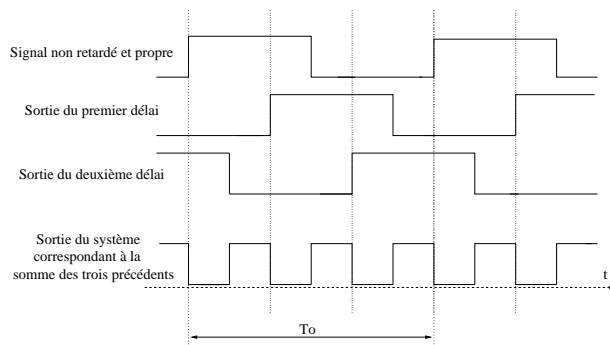 Signal non retardé et propre
Sortie du premier délai
Sortie du deuxième délai
Sortie du système
correspondant à la
somme des trois précédents
t
To